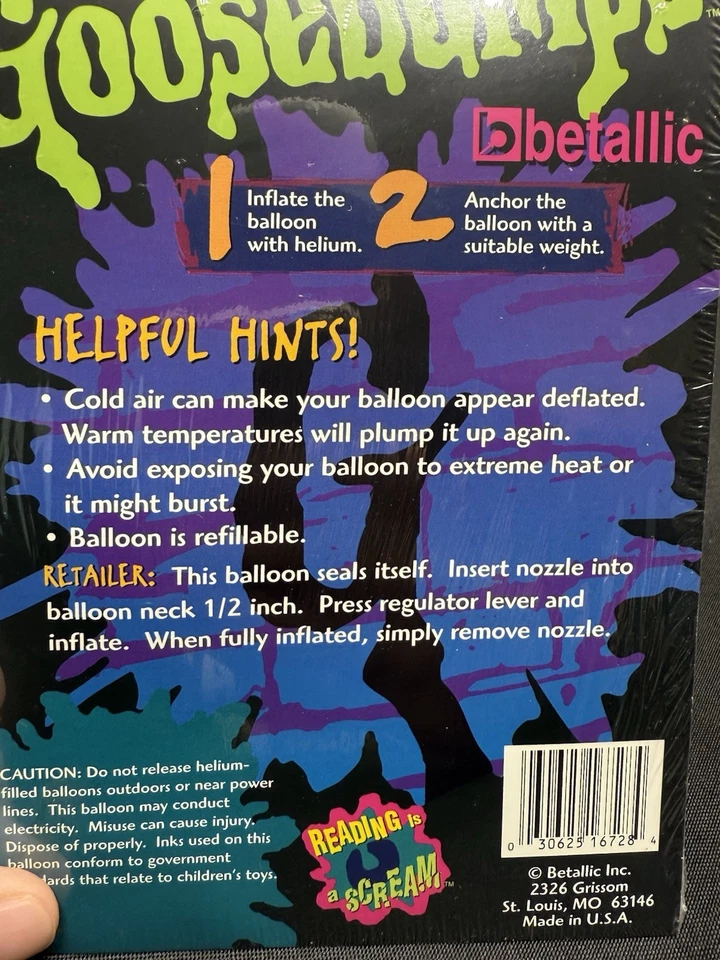 Goosebumps™
betallic
1 Inflate the
balloon
with helium.
2 Anchor the
balloon with a
suitable weight.
HELPFUL HINTS!
• Cold air can make your balloon appear deflated.
Warm temperatures will plump it up again.
• Avoid exposing your balloon to extreme heat or
it might burst.
• Balloon is refillable.
RETAILER: This balloon seals itself. Insert nozzle into
balloon neck 1/2 inch. Press regulator lever and
inflate. When fully inflated, simply remove nozzle.
CAUTION: Do not release helium-
filled balloons outdoors or near power
lines. This balloon may conduct
electricity. Misuse can cause injury.
Dispose of properly. Inks used on this
balloon conform to government
ards that relate to children's toys.
READING IS
a SCREAM™
0 30625 16728 4
© Betallic Inc.
2326 Grissom
St. Louis, MO 63146
Made in U.S.A.